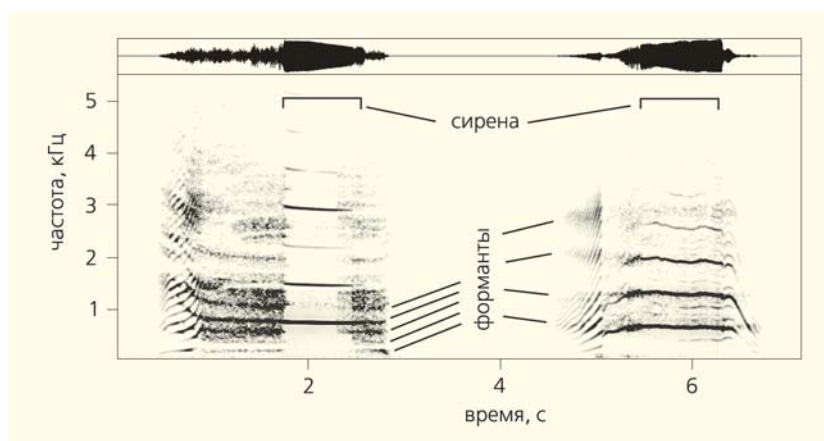 5
сирена
4
частота, кГц
3
форманты
2
1
2
4
6
время, с